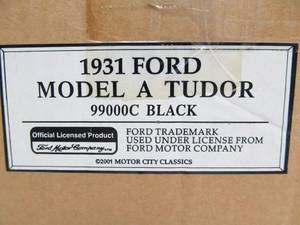 1931 FORD
MODEL A TUDOR
99000C BLACK
Official Licensed Product
Ford Motor Company
FORD TRADEMARK
USED UNDER LICENSE FROM
FORD MOTOR COMPANY
©2001 MOTOR CITY CLASSICS